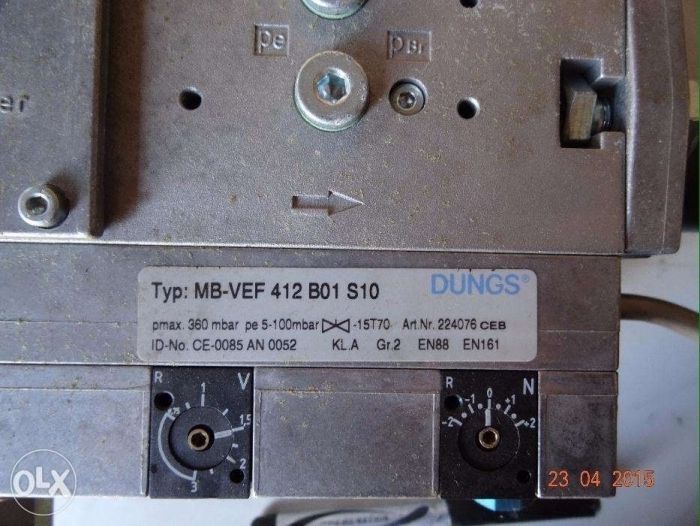 pe
pBr
er
Typ: MB-VEF 412 B01 S10
DUNGS®
pmax. 360 mbar pe 5-100mbar -15T70 Art.Nr. 224076 CEB
ID-No. CE-0085 AN 0052 KL.A Gr.2 EN88 EN161
R V
.75 1 1,5 2 3
R N
-2 -1 0 +1 +2
OLX
23 04 2015